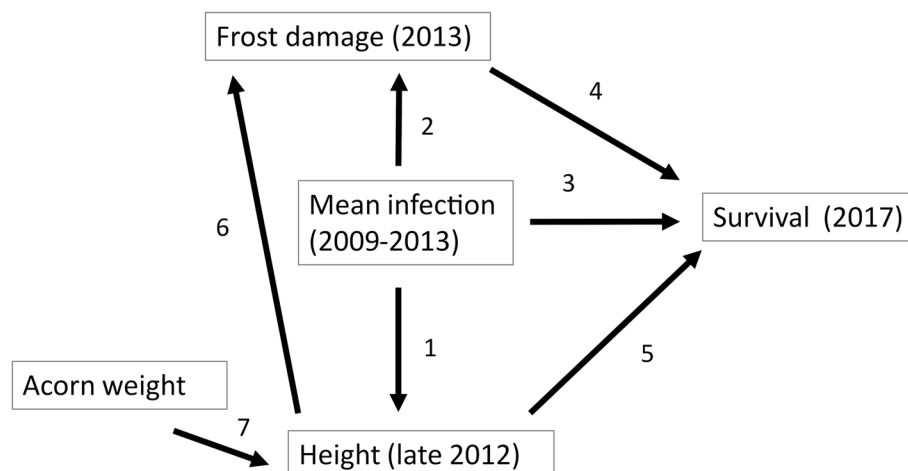 Frost damage (2013)
4
2
3
Mean infection
(2009-2013)
Survival (2017)
6
1
5
Acorn weight
7
Height (late 2012)